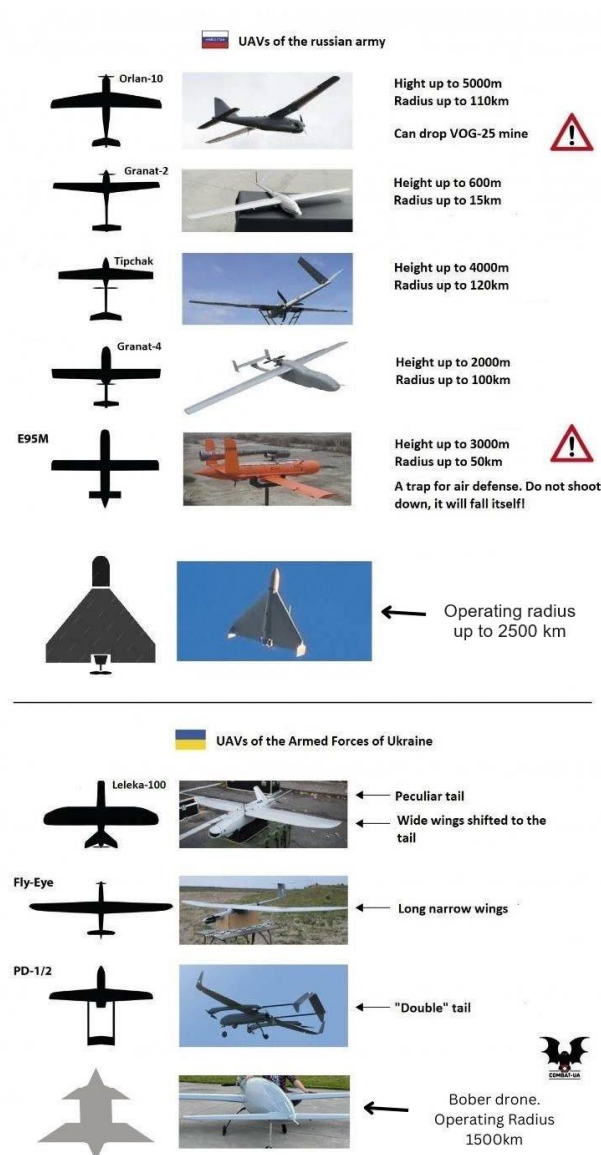 UAVs of the russian army
Orlan-10
Hight up to 5000m
Radius up to 110km
Can drop VOG-25 mine
Granat-2
Height up to 600m
Radius up to 15km
Tipchak
Height up to 4000m
Radius up to 120km
Granat-4
Height up to 2000m
Radius up to 100km
E95M
Height up to 3000m
Radius up to 50km
A trap for air defense. Do not shoot
down, it will fall itself!
Operating radius
up to 2500 km
UAVs of the Armed Forces of Ukraine
Leleka-100
Peculiar tail
Wide wings shifted to the
tail
Fly-Eye
Long narrow wings
PD-1/2
"Double" tail
COMBAT-UA
Bober drone.
Operating Radius
1500km